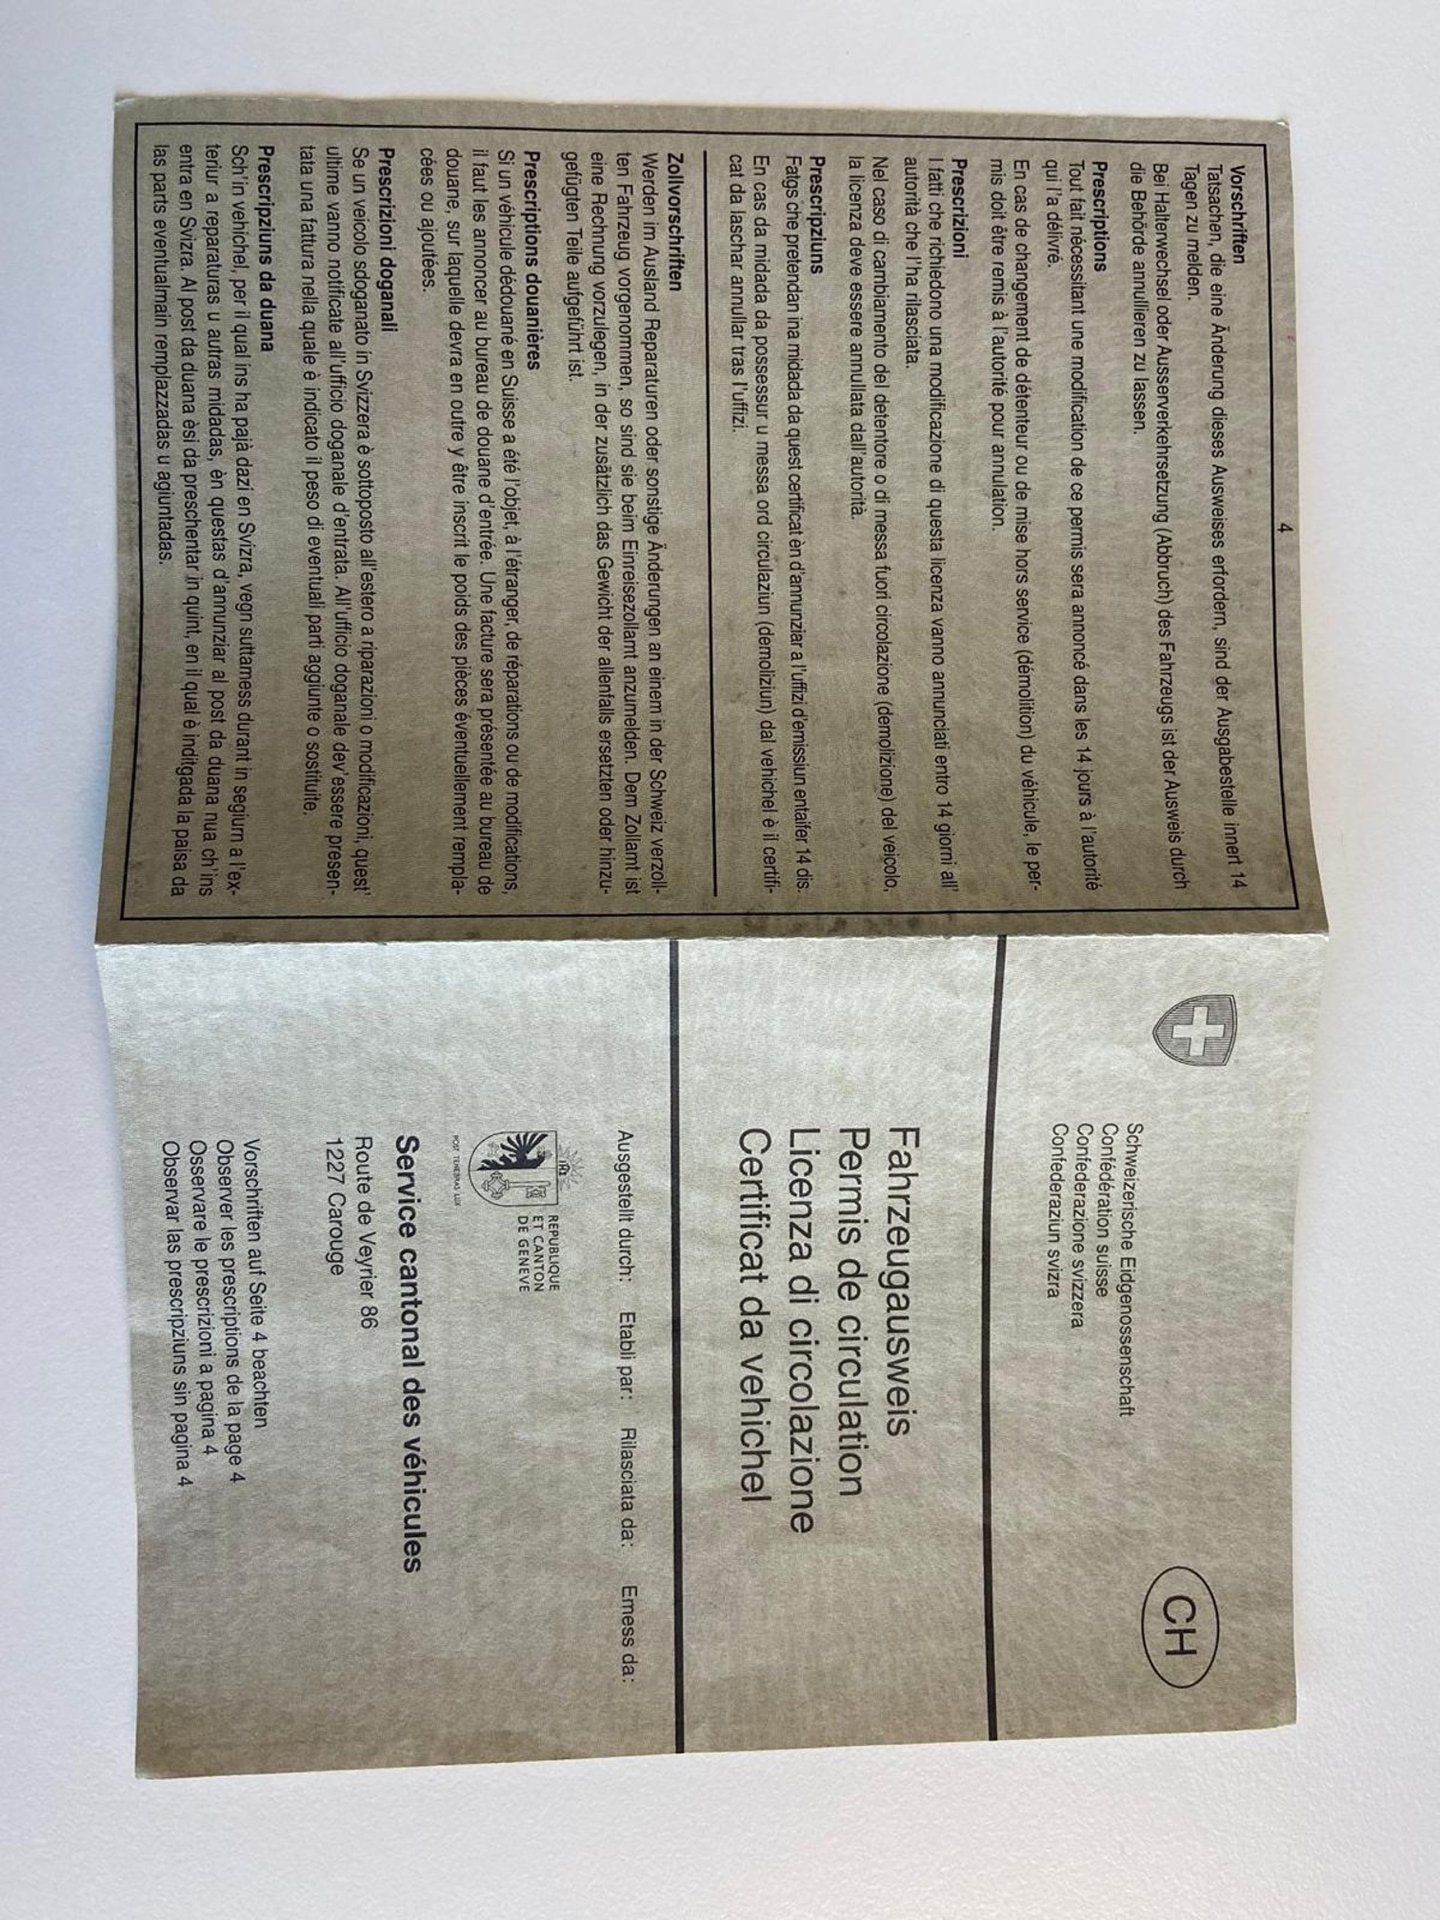 4
Vorschriften
Tatsachen, die eine Änderung dieses Ausweises erfordern, sind der Ausgabestelle innert 14
Tagen zu melden.
Bei Halterwechsel oder Ausserverkehrsetzung (Abbruch) des Fahrzeugs ist der Ausweis durch
die Behörde annullieren zu lassen.
Prescriptions
Tout fait nécessitant une modification de ce permis sera annoncé dans les 14 jours à l'autorité
qui l'a délivré.
En cas de changement de détenteur ou de mise hors service (démolition) du véhicule, le per-
mis doit être remis à l'autorité pour annulation.
Prescrizioni
I fatti che richiedono una modificazione di questa licenza vanno annunciati entro 14 giorni all'
autorità che l'ha rilasciata.
Nel caso di cambiamento del detentore o di messa fuori circolazione (demolizione) del veicolo,
la licenza deve essere annullata dall'autorità.
Prescripziuns
Fatgs che pretendan ina midada da quest certificat èn d'annunziar a l'uffizi d'emissiun entaifer 14 dis.
En cas da midada da possessur u messa ord circulaziun (demoliziun) dal vehichel è il certifi-
cat da laschar annullar tras l'uffizi.
Zollvorschriften
Werden im Ausland Reparaturen oder sonstige Änderungen an einem in der Schweiz verzoll-
ten Fahrzeug vorgenommen, so sind sie beim Einreisezollamt anzumelden. Dem Zollamt ist
eine Rechnung vorzulegen, in der zusätzlich das Gewicht der allenfalls ersetzten oder hinzu-
gefügten Teile aufgeführt ist.
Prescriptions douanières
Si un véhicule dédouané en Suisse a été l'objet, à l'étranger, de réparations ou de modifications,
il faut les annoncer au bureau de douane d'entrée. Une facture sera présentée au bureau de
douane, sur laquelle devra en outre y être inscrit le poids des pièces éventuellement rempla-
cées ou ajoutées.
Prescrizioni doganali
Se un veicolo sdoganato in Svizzera è sottoposto all'estero a riparazioni o modificazioni, quest'
ultime vanno notificate all'ufficio doganale d'entrata. All'ufficio doganale dev'essere presen-
tata una fattura nella quale è indicato il peso di eventuali parti aggiunte o sostituite.
Prescripziuns da duana
Sch'in vehichel, per il qual ins ha pajà dazi en Svizra, vegn suttamess durant in segiurn a l'ex-
teriur a reparaturas u autras midadas, èn questas d'annunziar al post da duana nua ch'ins
entra en Svizra. Al post da duana èsi da preschentar in quint, en il qual è inditgada la paisa da
las parts eventualmain remplazzadas u agiuntadas.
Schweizerische Eidgenossenschaft
Confédération suisse
Confederazione svizzera
Confederaziun svizra
CH
Fahrzeugausweis
Permis de circulation
Licenza di circolazione
Certificat da vehichel
Ausgestellt durch: Etabli par: Rilasciata da: Emess da:
REPUBLIQUE
ET CANTON
DE GENEVE
POST TENEBRAS LUX
Service cantonal des véhicules
Route de Veyrier 86
1227 Carouge
Vorschriften auf Seite 4 beachten
Observer les prescriptions de la page 4
Osservare le prescrizioni a pagina 4
Observar las prescripziuns sin pagina 4